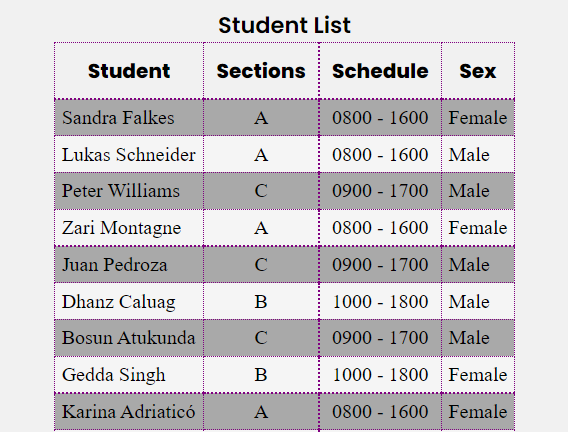 Student List
Student Sections Schedule Sex
Sandra Falkes A 0800 - 1600 Female
Lukas Schneider A 0800 - 1600 Male
Peter Williams C 0900 - 1700 Male
Zari Montagne A 0800 - 1600 Female
Juan Pedroza C 0900 - 1700 Male
Dhanz Caluag B 1000 - 1800 Male
Bosun Atukunda C 0900 - 1700 Male
Gedda Singh B 1000 - 1800 Female
Karina Adriaticó A 0800 - 1600 Female